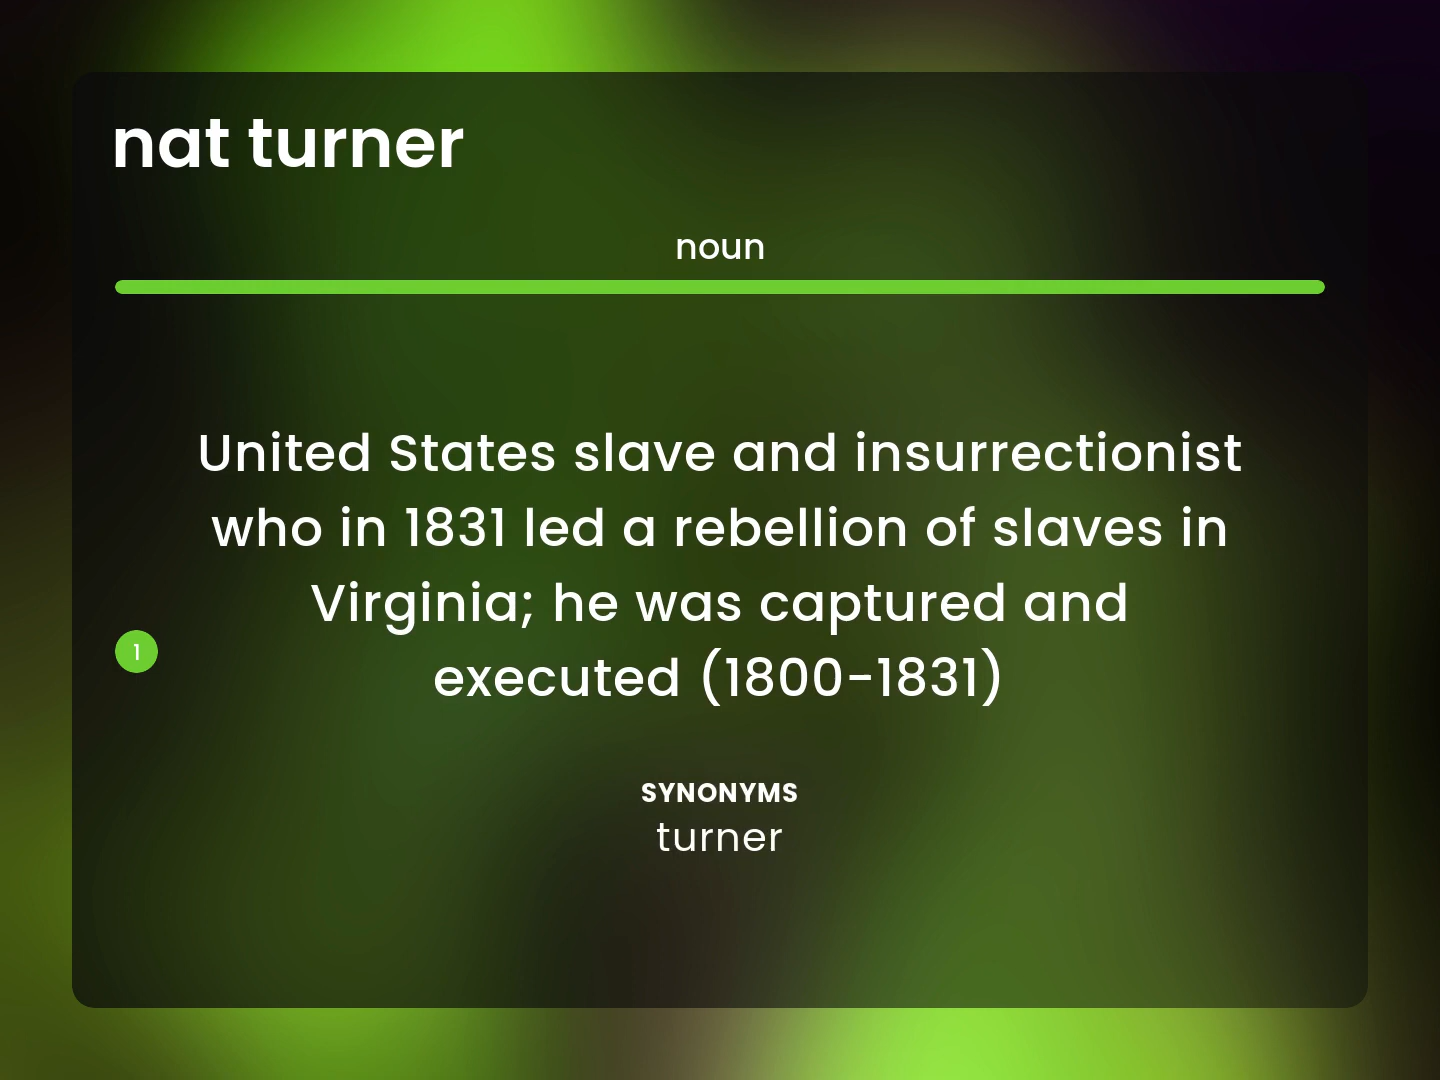 nat turner
noun
United States slave and insurrectionist
who in 1831 led a rebellion of slaves in
Virginia; he was captured and
1
executed (1800-1831)
SYNONYMS
turner